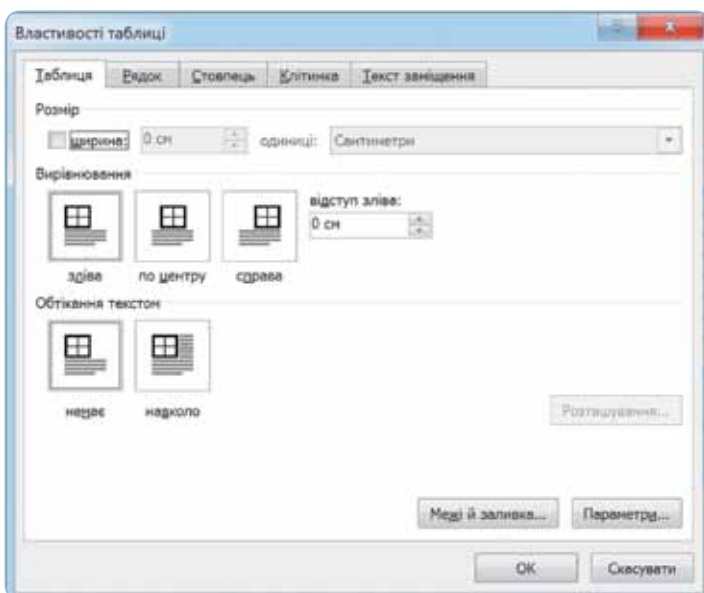 Властивості таблиці
Таблиця Рядок Стовпець Клітинка Текст заміщення
Розмір
ширина: 0 см одиниці: Сантиметри
Вирівнювання
відступ зліва:
0 см
зліва по центру справа
Обтікання текстом
немає навколо
Розташування...
Межі й заливка... Параметри...
ОК Скасувати